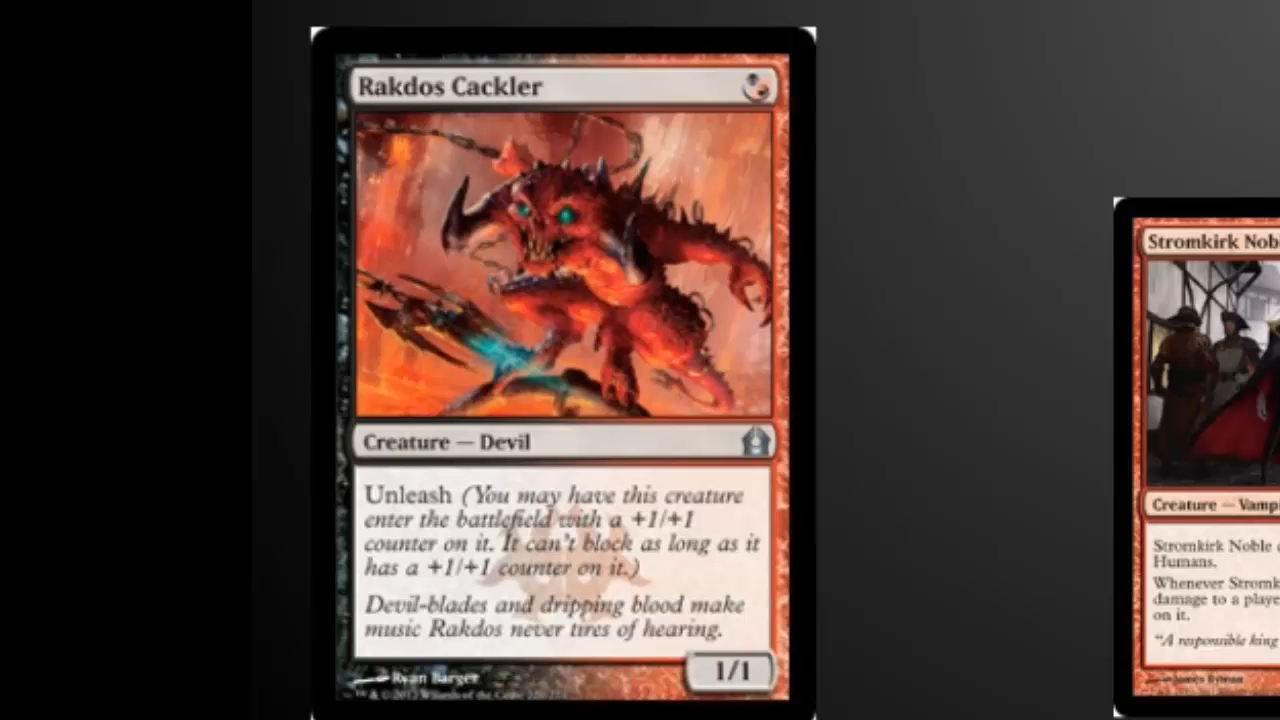 Rakdos Cackler
Creature — Devil
Unleash (You may have this creature
enter the battlefield with a +1/+1
counter on it. It can't block as long as it
has a +1/+1 counter on it.)
Devil-blades and dripping blood make
music Rakdos never tires of hearing.
1/1
Ryan Barger
Stromkirk Nob
Creature — Vamp
Stromkirk Noble
Humans.
Whenever Stromk
damage to a playe
on it.
"A responsible king
James Ryman